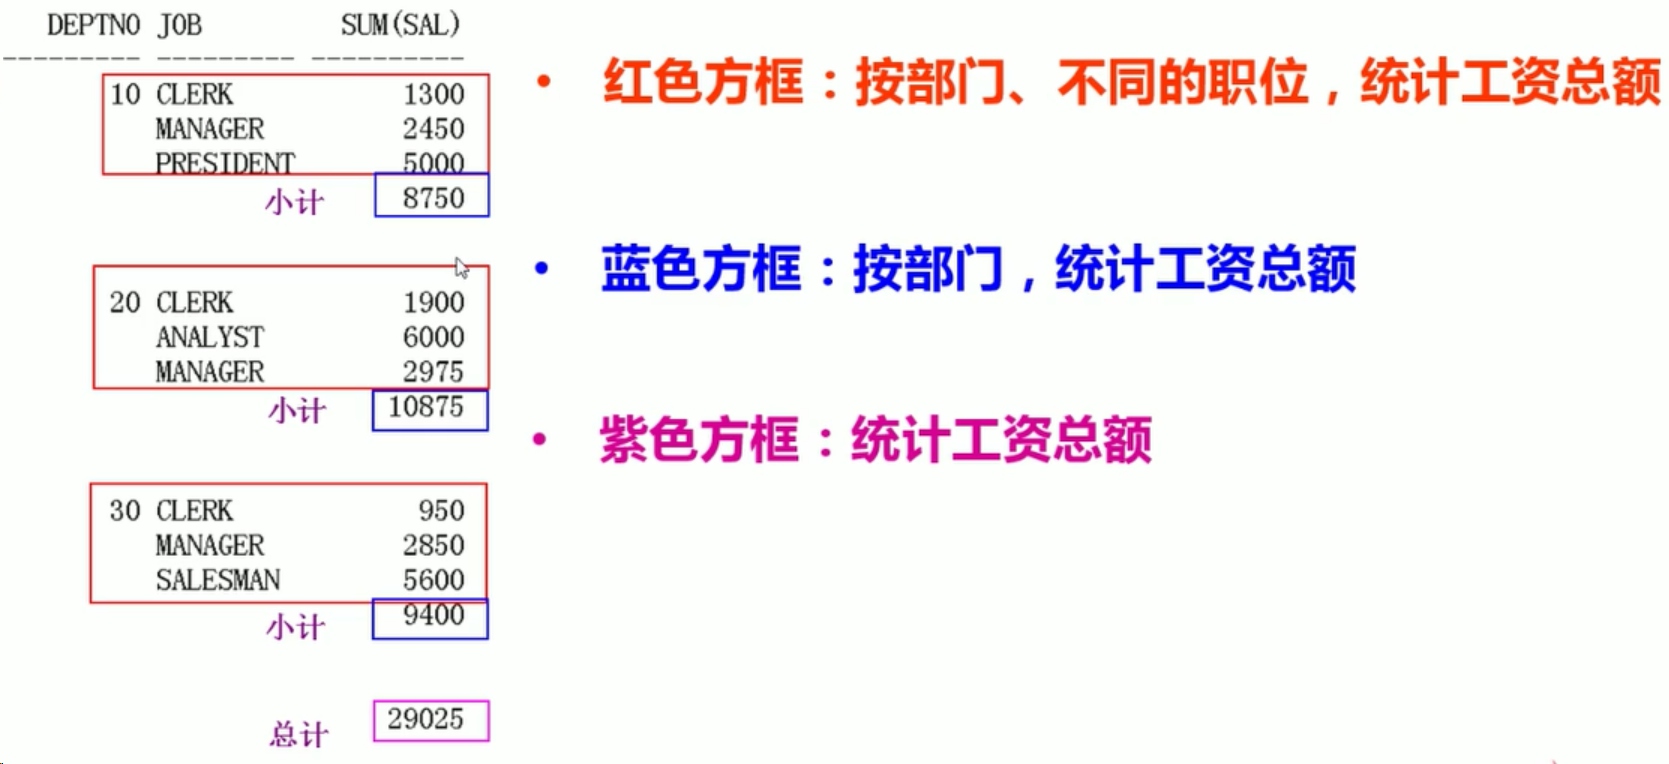 DEPTNO JOB SUM(SAL)
--------- --------- ----------
10 CLERK 1300
MANAGER 2450
PRESIDENT 5000
小计 8750
20 CLERK 1900
ANALYST 6000
MANAGER 2975
小计 10875
30 CLERK 950
MANAGER 2850
SALESMAN 5600
小计 9400
总计 29025
• 红色方框：按部门、不同的职位，统计工资总额
• 蓝色方框：按部门，统计工资总额
• 紫色方框：统计工资总额